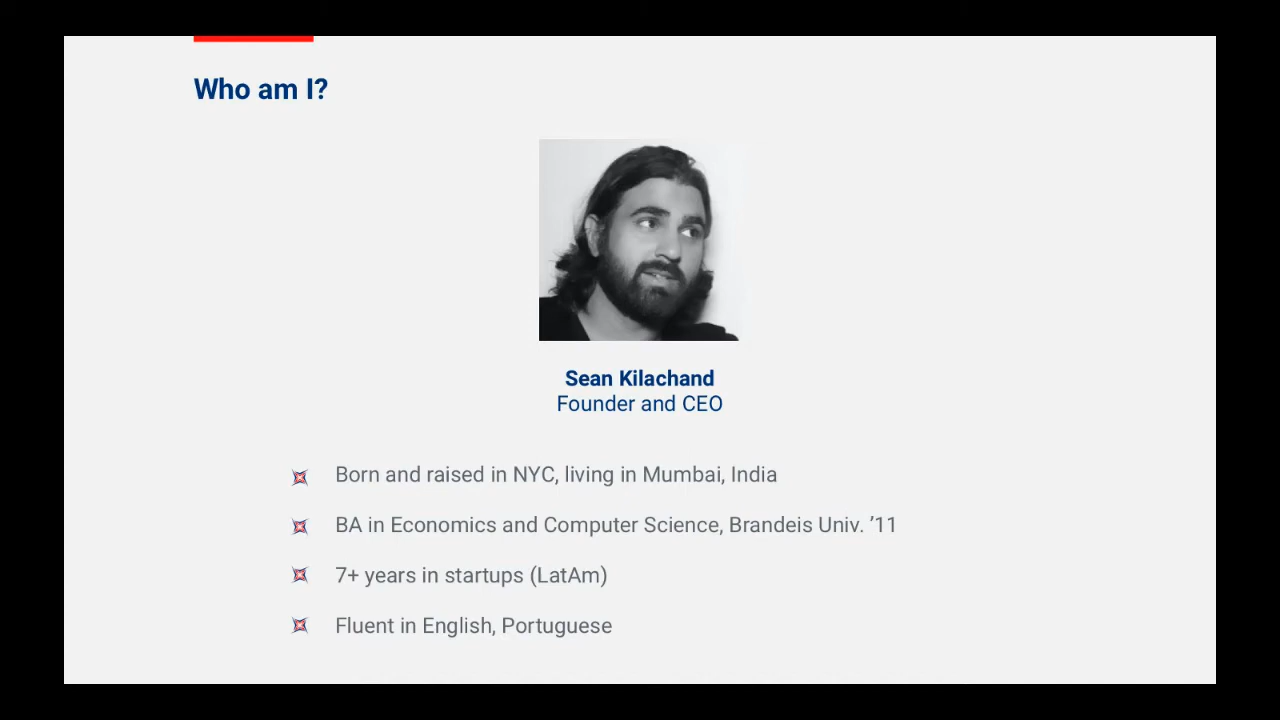 Who am I?
Sean Kilachand
Founder and CEO
Born and raised in NYC, living in Mumbai, India
BA in Economics and Computer Science, Brandeis Univ. ’11
7+ years in startups (LatAm)
Fluent in English, Portuguese